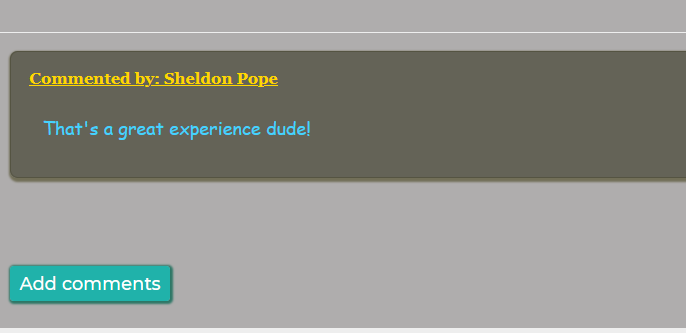 Commented by: Sheldon Pope
That's a great experience dude!
Add comments